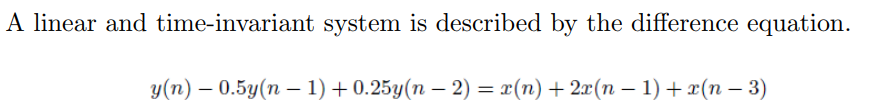 A linear and time-invariant system is described by the difference equation.
y(n) − 0.5y(n − 1) + 0.25y(n − 2) = x(n) + 2x(n − 1) + x(n − 3)